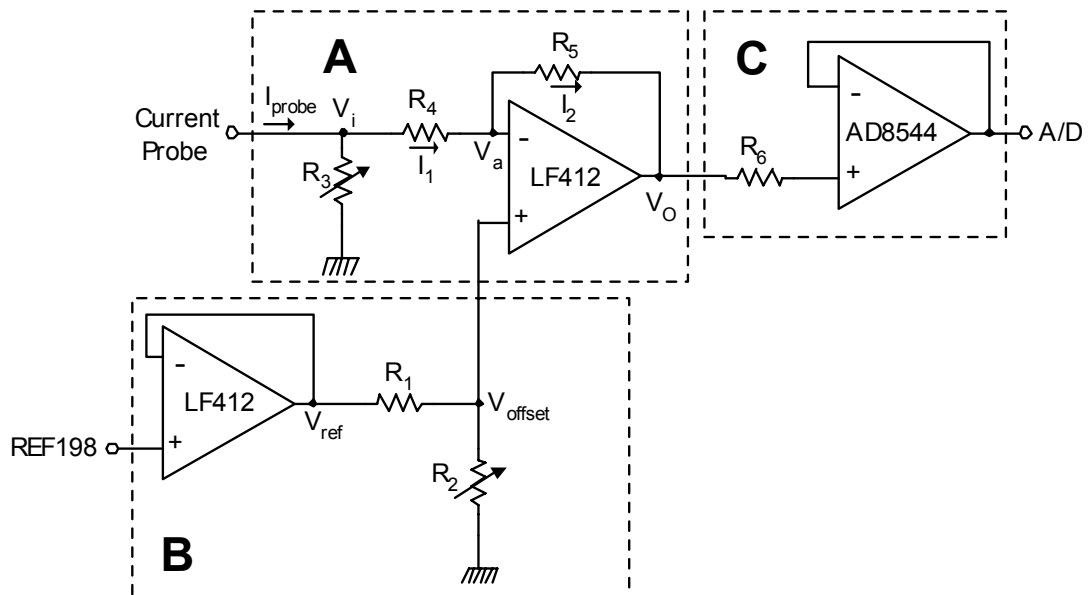 A
C
R5
I2
Iprobe
Vi
R4
I1
Current
Probe
R3
Va
-
+
LF412
VO
R6
-
+
AD8544
A/D
-
+
LF412
REF198
Vref
R1
Voffset
R2
B